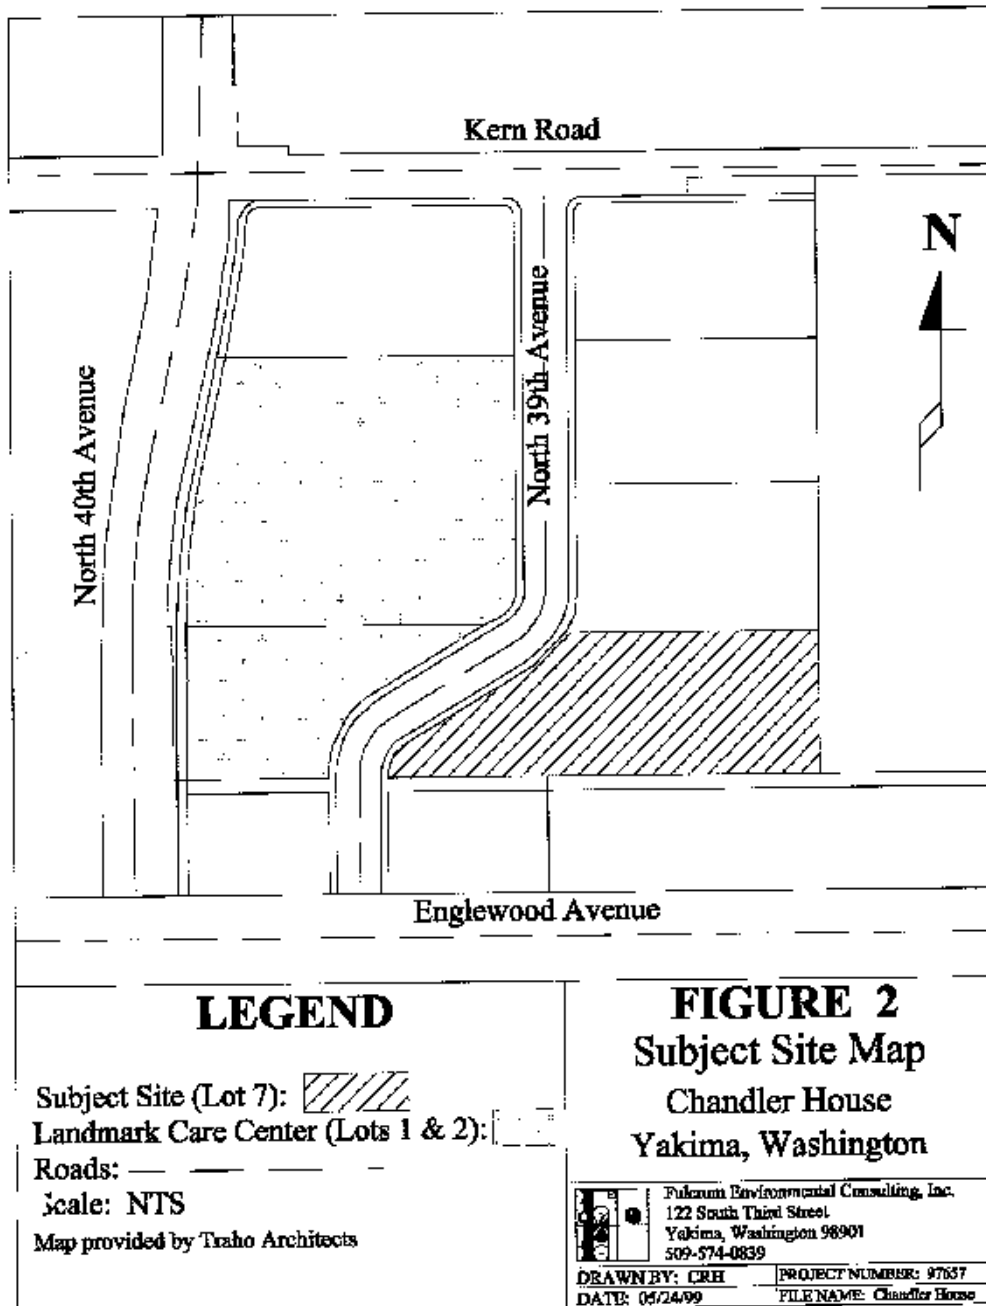 Kern Road
N
North 40th Avenue
North 39th Avenue
Englewood Avenue
LEGEND
Subject Site (Lot 7):
Landmark Care Center (Lots 1 & 2):
Roads:
Scale: NTS
Map provided by Traho Architects
FIGURE 2
Subject Site Map
Chandler House
Yakima, Washington
Fulcrum Environmental Consulting, Inc.
122 South Third Street
Yakima, Washington 98901
509-574-0839
DRAWN BY: CRH
PROJECT NUMBER: 97657
DATE: 05/24/99
FILE NAME: Chandler House